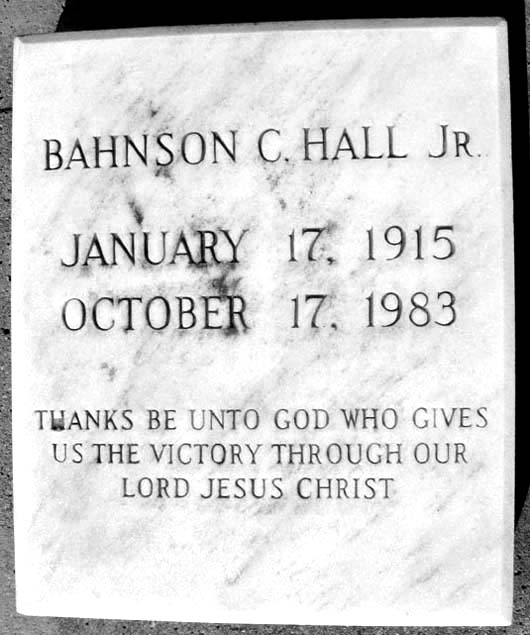 BAHNSON C. HALL JR.
JANUARY 17, 1915
OCTOBER 17, 1983
THANKS BE UNTO GOD WHO GIVES
US THE VICTORY THROUGH OUR
LORD JESUS CHRIST